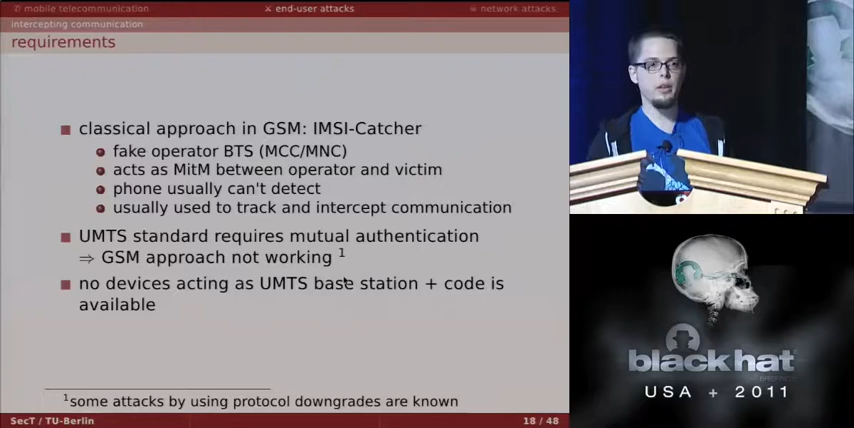 ✆ mobile telecommunication
⚔ end-user attacks
☠ network attacks
intercepting communication:
requirements
■ classical approach in GSM: IMSI-Catcher
● fake operator BTS (MCC/MNC)
● acts as MitM between operator and victim
● phone usually can't detect
● usually used to track and intercept communication
■ UMTS standard requires mutual authentication
⇒ GSM approach not working 1
■ no devices acting as UMTS base station + code is
available
1some attacks by using protocol downgrades are known
SecT / TU-Berlin
18 / 48
black hat
USA + 2011